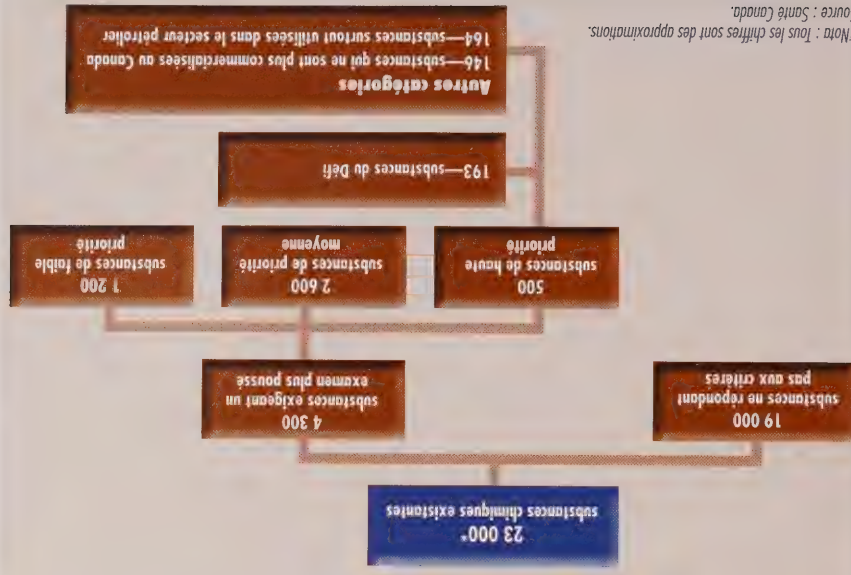 23 000*
substances chimiques existantes
19 000
substances ne répondant
pas aux critères
4 300
substances exigeant un
examen plus poussé
500
substances de haute
priorité
2 600
substances de priorité
moyenne
1 200
substances de faible
priorité
193—substances du Défi
Autres catégories
146—substances qui ne sont plus commercialisées au Canada
164—substances surtout utilisées dans le secteur pétrolier
*Nota : Tous les chiffres sont des approximations.
Source : Santé Canada.